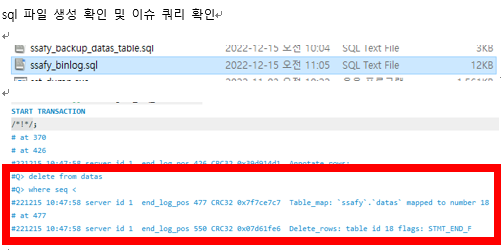 sql 파일 생성 확인 및 이슈 쿼리 확인
ssafy_backup_datas_table.sql 2022-12-15 오전 10:04 SQL Text File 3KB
ssafy_binlog.sql 2022-12-15 오전 11:05 SQL Text File 12KB
START TRANSACTION
/*!*/;
# at 370
# at 426
#221215 10:47:58 server id 1 end_log_pos 426 CRC32 Annotate_rows:
#Q> delete from datas
#Q> where seq <
#221215 10:47:58 server id 1 end_log_pos 477 CRC32 0x7f7ce7c7 Table_map: `ssafy`.`datas` mapped to number 18
# at 477
#221215 10:47:58 server id 1 end_log_pos 550 CRC32 0x07d61fe6 Delete_rows: table id 18 flags: STMT_END_F